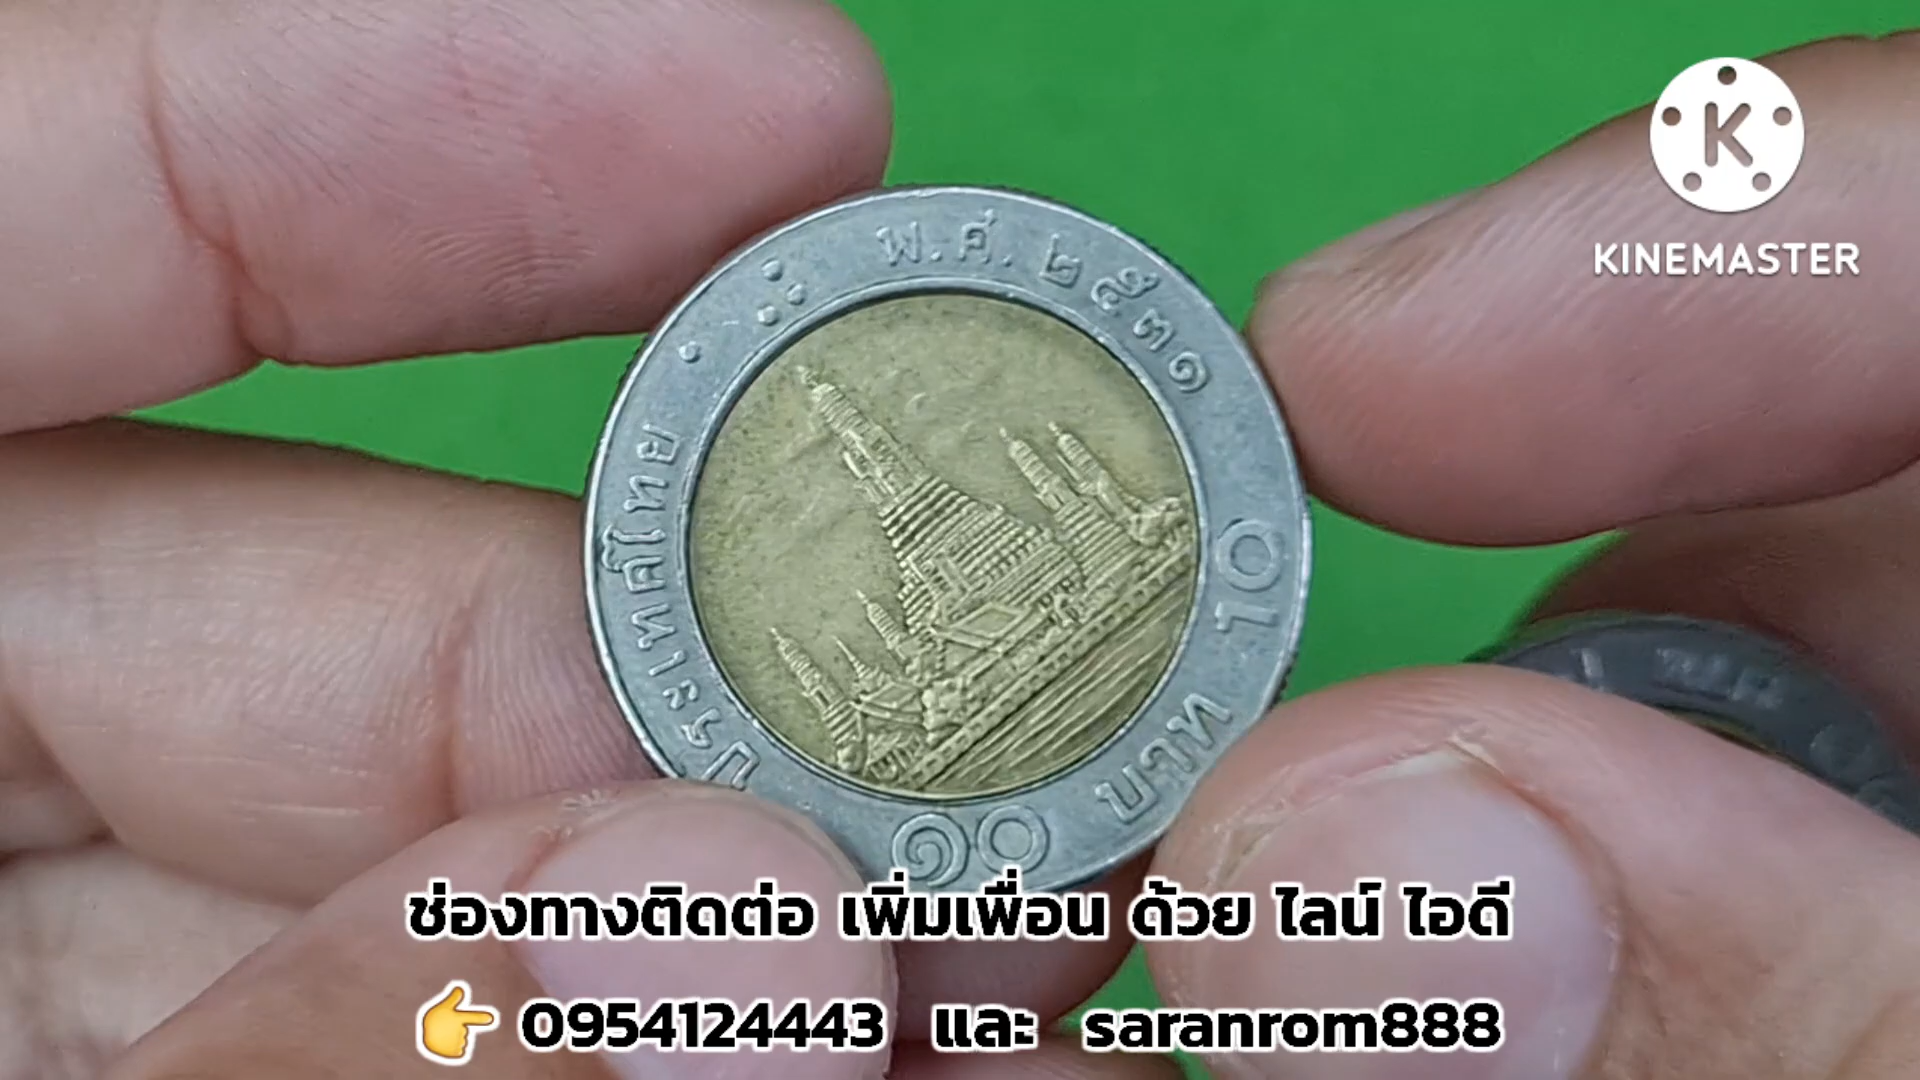 KINEMASTER
พ.ศ. ๒๕๓๑
ประเทศไทย
10
๑๐ บาท
ช่องทางติดต่อ เพิ่มเพื่อน ด้วย ไลน์ ไอดี
👉 0954124443 และ saranrom888